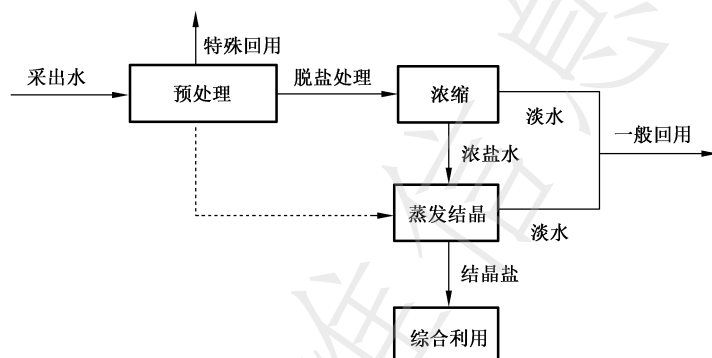 特殊回用
采出水
预处理
脱盐处理
浓缩
淡水
一般回用
浓盐水
蒸发结晶
淡水
结晶盐
综合利用